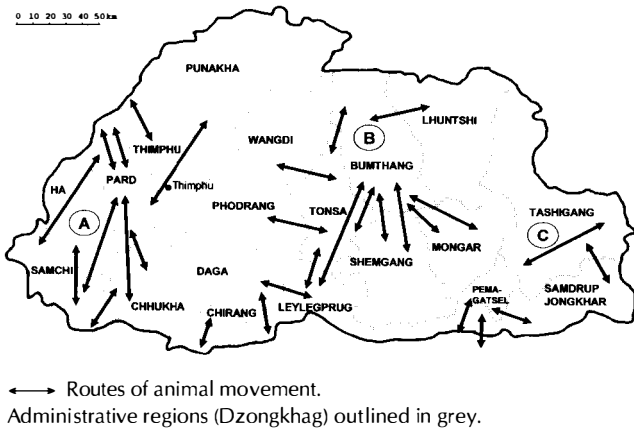 0 10 20 30 40 50km
PUNAKHA
LHUNTSHI
B
THIMPHU
WANGDI
BUMTHANG
HA
PARD
Thimphu
PHODRANG
TONSA
TASHIGANG
A
C
MONGAR
SAMCHI
SHEMGANG
DAGA
PEMA-
GATSEL
SAMDRUP
JONGKHAR
CHHUKHA
CHIRANG
LEYLEGPRUG
Routes of animal movement.
Administrative regions (Dzongkhag) outlined in grey.